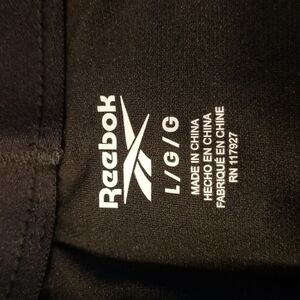 Reebok
L / G / G
MADE IN CHINA
HECHO EN CHINA
FABRIQUÉ EN CHINE
RN 117927